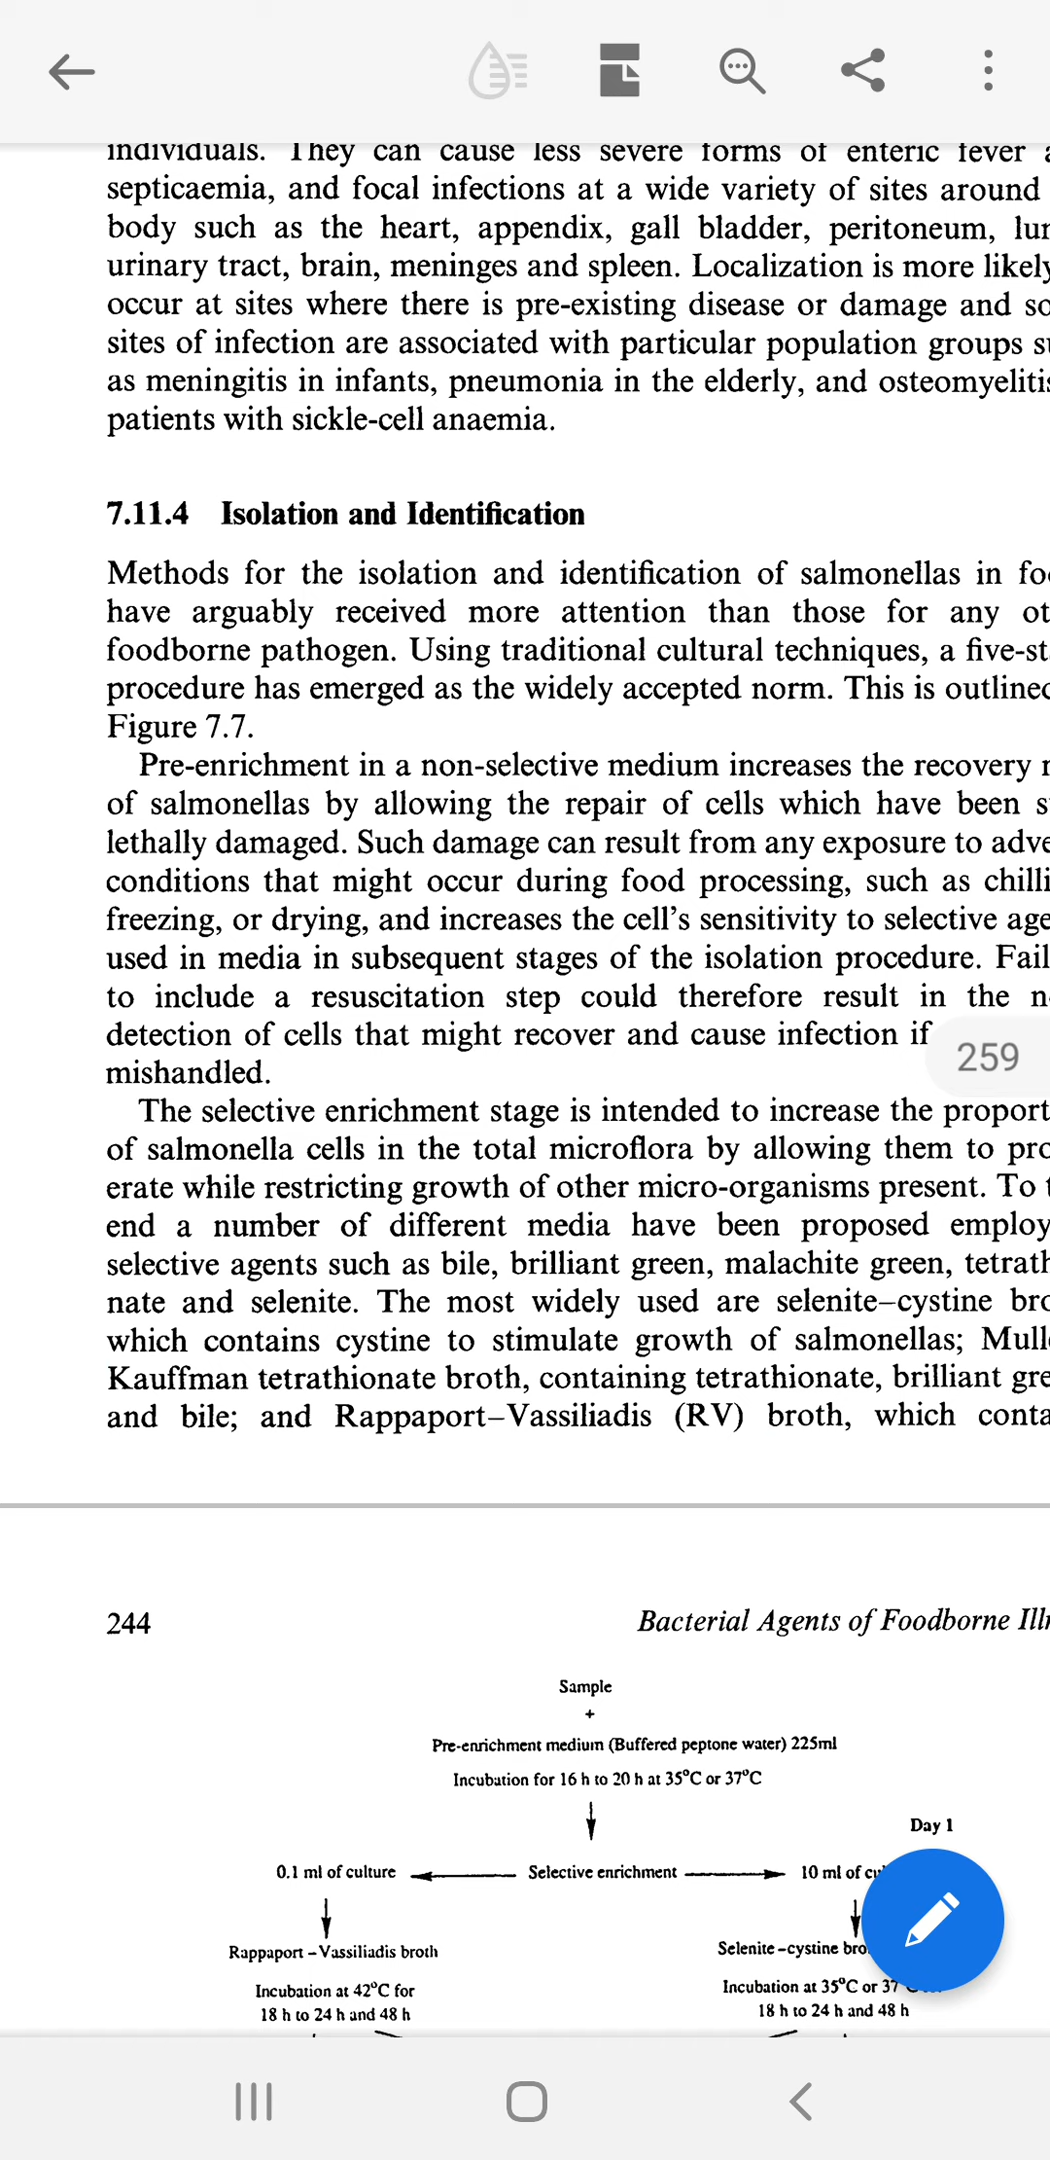 individuals. They can cause less severe forms of enteric fever
septicaemia, and focal infections at a wide variety of sites around
body such as the heart, appendix, gall bladder, peritoneum,
urinary tract, brain, meninges and spleen. Localization is more likely
occur at sites where there is pre-existing disease or damage and
sites of infection are associated with particular population groups
as meningitis in infants, pneumonia in the elderly, and osteomyelitis
patients with sickle-cell anaemia.
7.11.4 Isolation and Identification
Methods for the isolation and identification of salmonellas in
have arguably received more attention than those for any
foodborne pathogen. Using traditional cultural techniques, a
procedure has emerged as the widely accepted norm. This is outlined
Figure 7.7.
Pre-enrichment in a non-selective medium increases the recovery
of salmonellas by allowing the repair of cells which have been
lethally damaged. Such damage can result from any exposure to
conditions that might occur during food processing, such as
freezing, or drying, and increases the cell's sensitivity to selective
used in media in subsequent stages of the isolation procedure.
to include a resuscitation step could therefore result in the
detection of cells that might recover and cause infection if
259
mishandled.
The selective enrichment stage is intended to increase the
of salmonella cells in the total microflora by allowing them to
erate while restricting growth of other micro-organisms present. To
end a number of different media have been proposed
selective agents such as bile, brilliant green, malachite green,
nate and selenite. The most widely used are selenite–cystine
which contains cystine to stimulate growth of salmonellas;
Kauffman tetrathionate broth, containing tetrathionate, brilliant
and bile; and Rappaport–Vassiliadis (RV) broth, which
244
Bacterial Agents of Foodborne
Sample
+
Pre-enrichment medium (Buffered peptone water) 225ml
Incubation for 16 h to 20 h at 35°C or 37°C
Day 1
0.1 ml of culture
Selective enrichment
10 ml of
Rappaport – Vassiliadis broth
Selenite – cystine
Incubation at 42°C for
18 h to 24 h and 48 h
Incubation at 35°C or 37
18 h to 24 h and 48 h